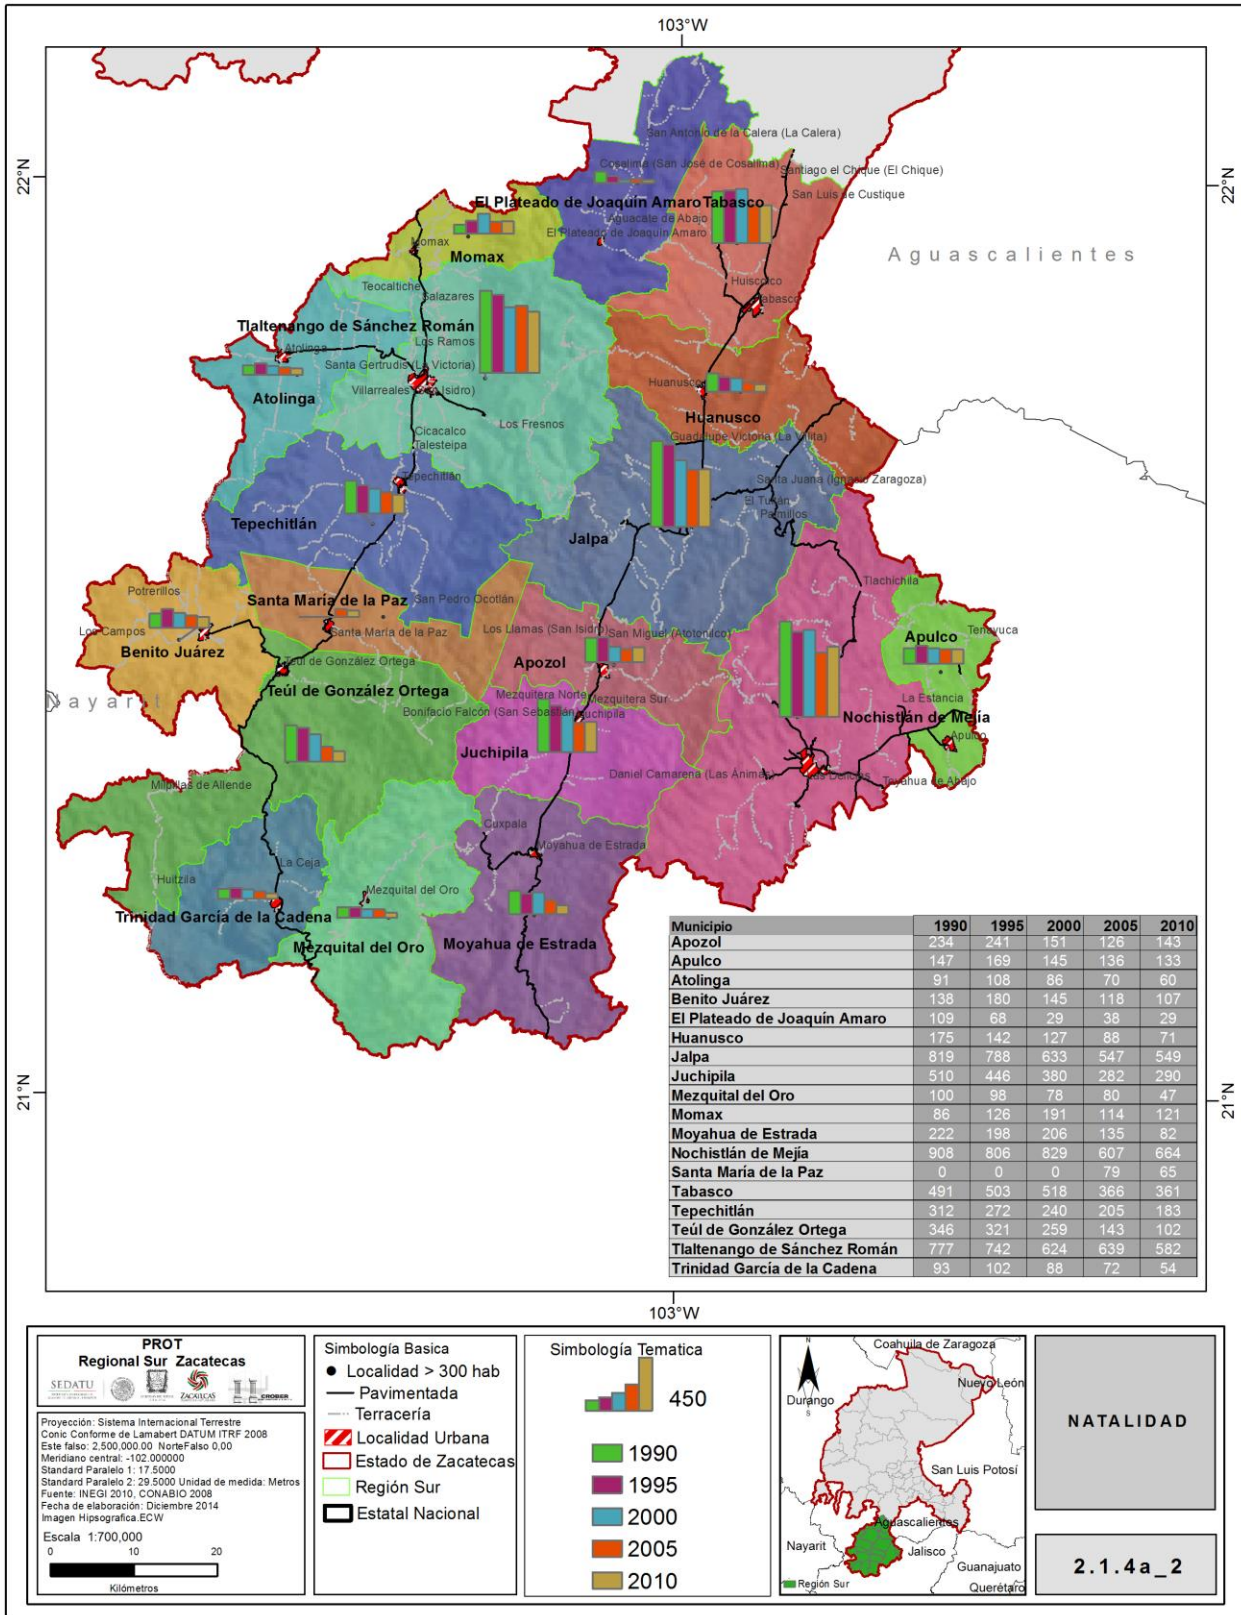 103°W
22°N
22°N
San Antonio de la Calera (La Calera)
Cosalima (San José de Cosalima)
Santiago el Chique (El Chique)
San Luis de Custique
El Plateado de Joaquín Amaro
Tabasco
Aguacate de Abajo
El Plateado de Joaquín Amaro
Aguascalientes
Momax
Momax
Huiscolco
Tabasco
Teocaltiche
Salazares
Tlaltenango de Sánchez Román
Los Ramos
Atolinga
Santa Gertrudis (La Victoria)
Atolinga
Huanusco
Huanusco
Los Fresnos
Cicacalco
Talesteipa
Guadalupe Victoria (La Villita)
Tepechitlán
Santa Juana (Ignacio Zaragoza)
El Tuitán
Palmillos
Tepechitlán
Jalpa
Tlachichila
Potrerillos
Santa María de la Paz
San Pedro Ocotlán
Los Campos
Santa María de la Paz
Los Llamas (San Isidro)
San Miguel (Atotonilco)
Apulco
Tenayuca
Benito Juárez
Teúl de González Ortega
Apozol
Teúl de González Ortega
Mezquitera Norte
Mezquitera Sur
La Estancia
Nayarit
Bonifacio Falcón (San Sebastián)
Juchipila
Nochistlán de Mejía
Apulco
Juchipila
Daniel Camarena (Las Ánimas)
Las Delicias
Toyahua de Abajo
Milpillas de Allende
Cuxpala
Moyahua de Estrada
La Ceja
Huitzila
Mezquital del Oro
Trinidad García de la Cadena
Mezquital del Oro
Moyahua de Estrada
21°N
21°N
Municipio 1990 1995 2000 2005 2010
Apozol 234 241 151 126 143
Apulco 147 169 145 136 133
Atolinga 91 108 86 70 60
Benito Juárez 138 180 145 118 107
El Plateado de Joaquín Amaro 109 68 29 38 29
Huanusco 175 142 127 88 71
Jalpa 819 788 633 547 549
Juchipila 510 446 380 282 290
Mezquital del Oro 100 98 78 80 47
Momax 86 126 191 114 121
Moyahua de Estrada 222 198 206 135 82
Nochistlán de Mejía 908 806 829 607 664
Santa María de la Paz 0 0 0 79 65
Tabasco 491 503 518 366 361
Tepechitlán 312 272 240 205 183
Teúl de González Ortega 346 321 259 143 102
Tlaltenango de Sánchez Román 777 742 624 639 582
Trinidad García de la Cadena 93 102 88 72 54
103°W
PROT
Regional Sur Zacatecas
SEDATU
ZACATECAS
Proyección: Sistema Internacional Terrestre
Conic Conforme de Lamabert DATUM ITRF 2008
Este falso: 2,500,000.00 NorteFalso 0,00
Meridiano central: -102.000000
Standard Paralelo 1: 17.5000
Standard Paralelo 2: 29.5000 Unidad de medida: Metros
Fuente: INEGI 2010, CONABIO 2008
Fecha de elaboración: Diciembre 2014
Imagen Hipsografica.ECW
Escala 1:700,000
0 10 20
Kilómetros
Simbología Basica
Localidad > 300 hab
Pavimentada
Terracería
Localidad Urbana
Estado de Zacatecas
Región Sur
Estatal Nacional
Simbología Tematica
450
1990
1995
2000
2005
2010
N
Coahuila de Zaragoza
Nuevo León
Durango
San Luis Potosí
Aguascalientes
Nayarit
Jalisco
Guanajuato
Región Sur
Querétaro
NATALIDAD
2.1.4a_2